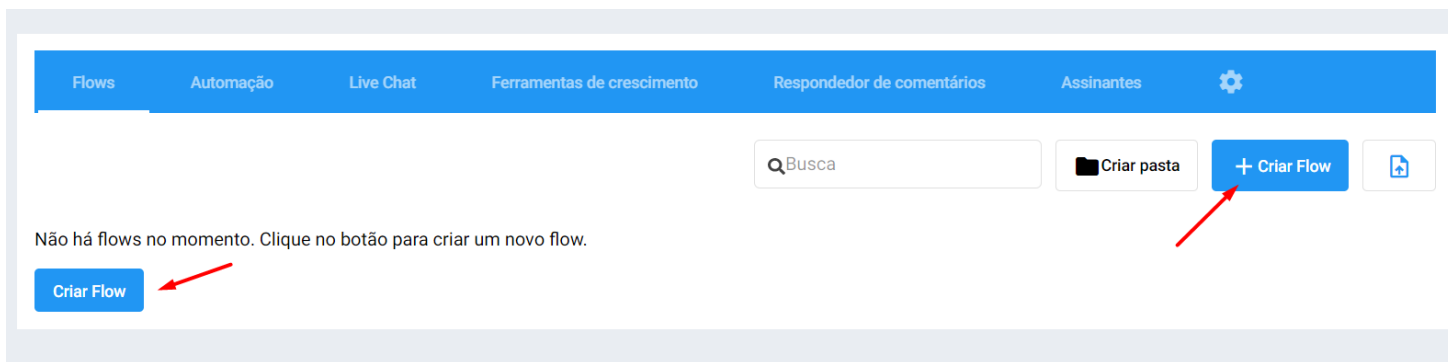 Flows Automação Live Chat Ferramentas de crescimento Respondedor de comentários Assinantes
Busca Criar pasta + Criar Flow
Não há flows no momento. Clique no botão para criar um novo flow.
Criar Flow